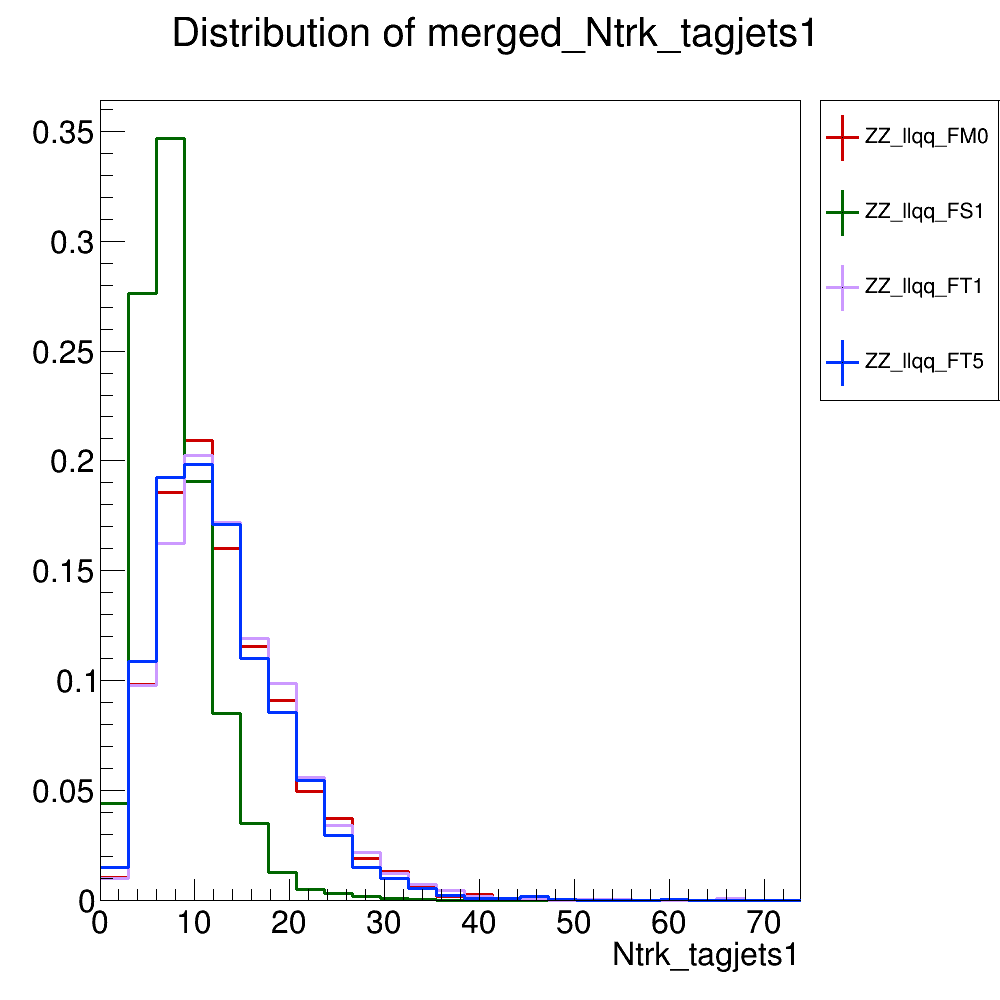 Distribution of merged_Ntrk_tagjets1
0.35
0.3
0.25
0.2
0.15
0.1
0.05
0
0 10 20 30 40 50 60 70
Ntrk_tagjets1
ZZ_llqq_FM0
ZZ_llqq_FS1
ZZ_llqq_FT1
ZZ_llqq_FT5